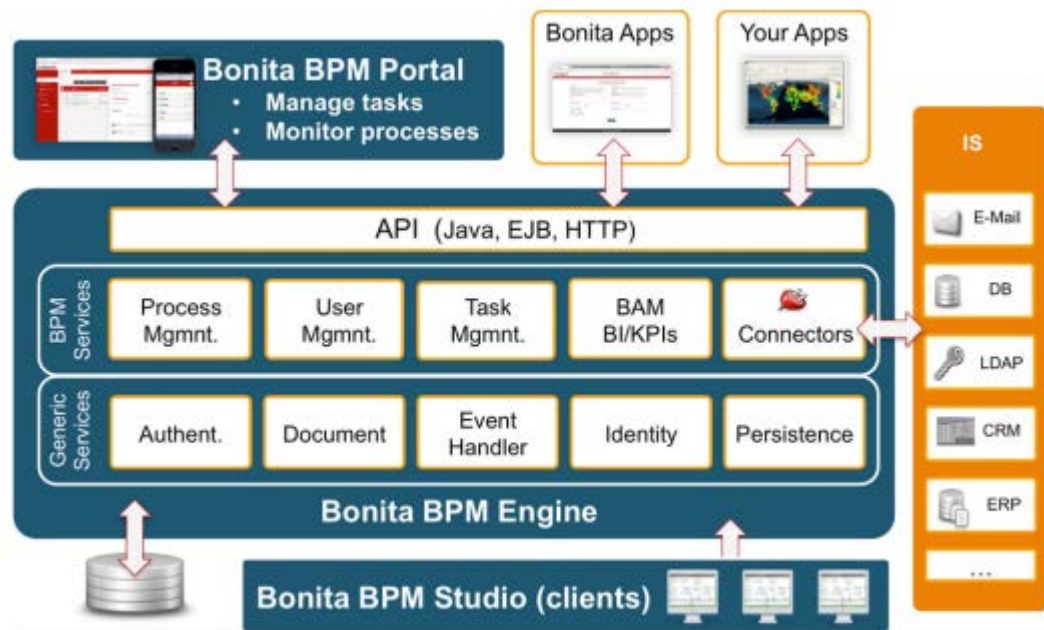 Bonita BPM Portal
• Manage tasks
• Monitor processes
Bonita Apps
Your Apps
API (Java, EJB, HTTP)
BPM
Services
Process
Mgmnt.
User
Mgmnt.
Task
Mgmnt.
BAM
BI/KPIs
Connectors
Generic
Services
Authent.
Document
Event
Handler
Identity
Persistence
Bonita BPM Engine
Bonita BPM Studio (clients)
IS
E-Mail
DB
LDAP
CRM
ERP
...